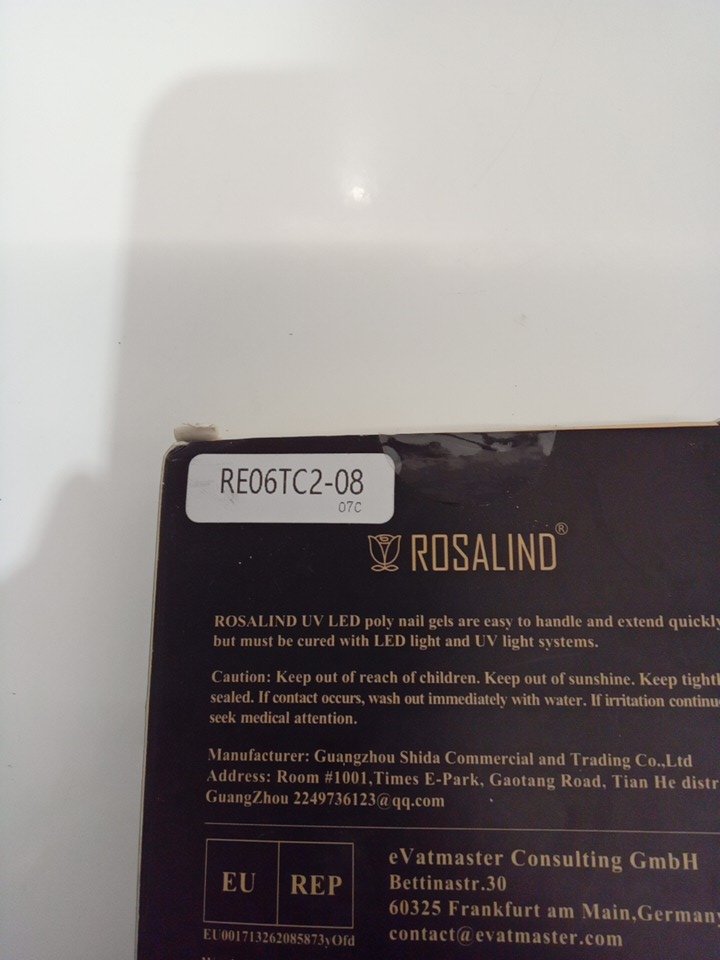 RE06TC2-08
07C
ROSALIND®
ROSALIND UV LED poly nail gels are easy to handle and extend quickly
but must be cured with LED light and UV light systems.
Caution: Keep out of reach of children. Keep out of sunshine. Keep
sealed. If contact occurs, wash out immediately with water. If irritation
seek medical attention.
Manufacturer: Guangzhou Shida Commercial and Trading Co.,Ltd
Address: Room #1001,Times E-Park, Gaotang Road, Tian He
GuangZhou 2249736123@qq.com
EU REP
eVatmaster Consulting GmbH
Bettinastr.30
60325 Frankfurt am Main,Germany
contact@evatmaster.com
EU001713262085873yOfd